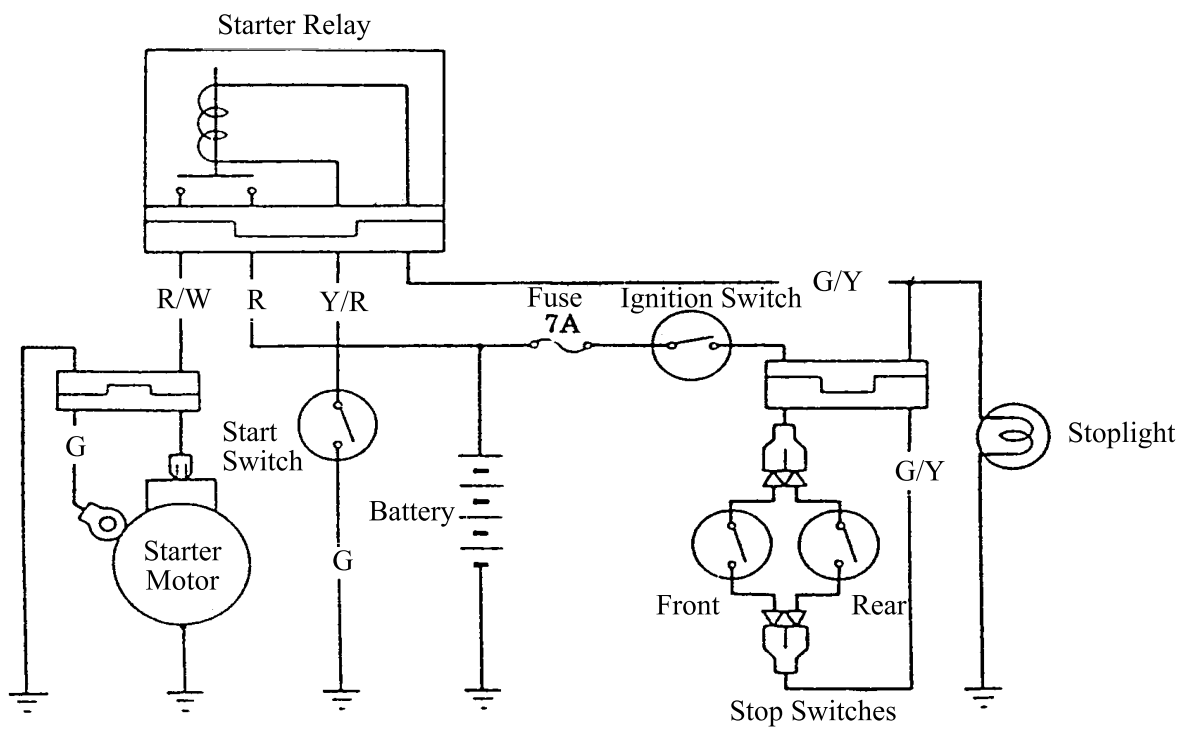 Starter Relay
R/W
R
Y/R
G/Y
Fuse
7A
Ignition Switch
G
Start
Switch
Stoplight
G/Y
Battery
Starter
Motor
G
Front
Rear
Stop Switches